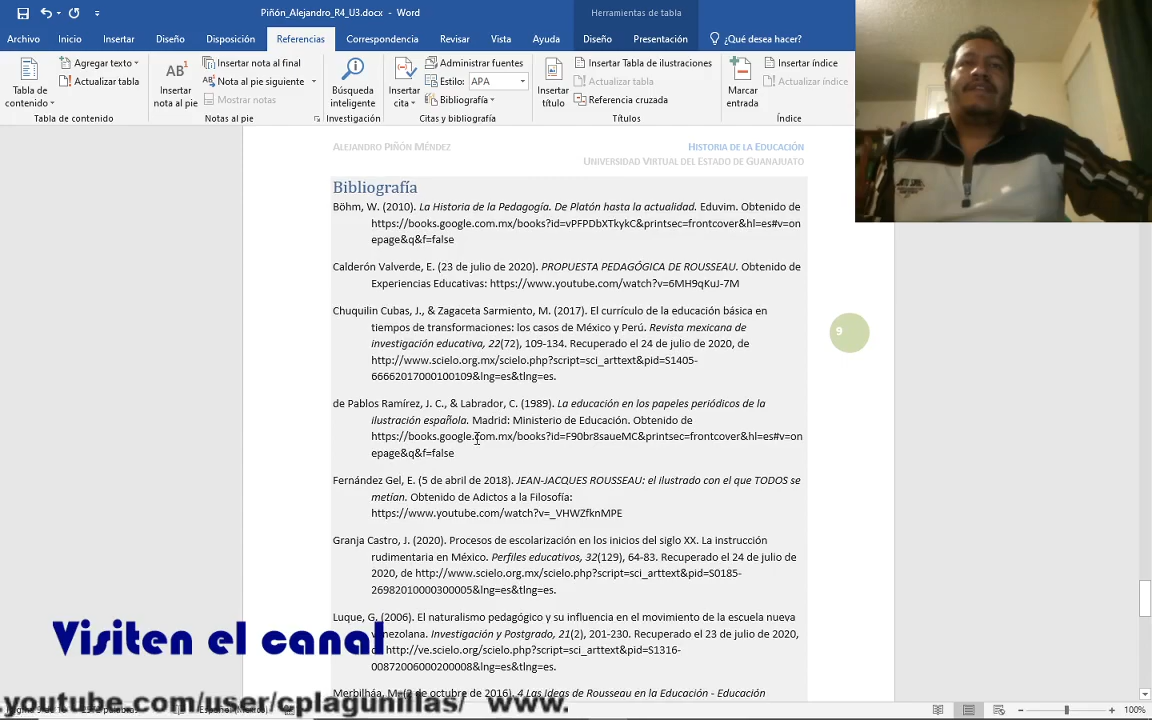 Piñón_Alejandro_R4_U3.docx - Word
Herramientas de tabla
Archivo Inicio Insertar Diseño Disposición Referencias Correspondencia Revisar Vista Ayuda Diseño Presentación ¿Qué desea hacer?
Tabla de contenido
Agregar texto
Actualizar tabla
Tabla de contenido
AB¹
Insertar nota al pie
Insertar nota al final
Nota al pie siguiente
Mostrar notas
Notas al pie
Búsqueda inteligente
Investigación
Insertar cita
Administrar fuentes
Estilo: APA
Bibliografía
Citas y bibliografía
Insertar título
Insertar Tabla de ilustraciones
Actualizar tabla
Referencia cruzada
Títulos
Marcar entrada
Insertar índice
Actualizar índice
Índice
ALEJANDRO PIÑÓN MÉNDEZ
HISTORIA DE LA EDUCACIÓN
UNIVERSIDAD VIRTUAL DEL ESTADO DE GUANAJUATO
Bibliografía
Böhm, W. (2010). La Historia de la Pedagogía. De Platón hasta la actualidad. Eduvim. Obtenido de
https://books.google.com.mx/books?id=vPFPDbXTkykC&printsec=frontcover&hl=es#v=on
epage&q&f=false
Calderón Valverde, E. (23 de julio de 2020). PROPUESTA PEDAGÓGICA DE ROUSSEAU. Obtenido de
Experiencias Educativas: https://www.youtube.com/watch?v=6MH9qKuJ-7M
Chuquilin Cubas, J., & Zagaceta Sarmiento, M. (2017). El currículo de la educación básica en
tiempos de transformaciones: los casos de México y Perú. Revista mexicana de
investigación educativa, 22(72), 109-134. Recuperado el 24 de julio de 2020, de
http://www.scielo.org.mx/scielo.php?script=sci_arttext&pid=S1405-
66662017000100109&lng=es&tlng=es.
9
de Pablos Ramírez, J. C., & Labrador, C. (1989). La educación en los papeles periódicos de la
ilustración española. Madrid: Ministerio de Educación. Obtenido de
https://books.google.com.mx/books?id=F90br8saueMC&printsec=frontcover&hl=es#v=on
epage&q&f=false
Fernández Gel, E. (5 de abril de 2018). JEAN-JACQUES ROUSSEAU: el ilustrado con el que TODOS se
metían. Obtenido de Adictos a la Filosofía:
https://www.youtube.com/watch?v=_VHWZfknMPE
Granja Castro, J. (2020). Procesos de escolarización en los inicios del siglo XX. La instrucción
rudimentaria en México. Perfiles educativos, 32(129), 64-83. Recuperado el 24 de julio de
2020, de http://www.scielo.org.mx/scielo.php?script=sci_arttext&pid=S0185-
26982010000300005&lng=es&tlng=es.
Luque, G. (2006). El naturalismo pedagógico y su influencia en el movimiento de la escuela nueva
venezolana. Investigación y Postgrado, 21(2), 201-230. Recuperado el 23 de julio de 2020,
http://ve.scielo.org/scielo.php?script=sci_arttext&pid=S1316-
00872006000200008&lng=es&tlng=es.
Merbilháa, M. (2 de octubre de 2016). 4 Las Ideas de Rousseau en la Educación - Educación
Visiten el canal
youtube.com/user/cplagunillas/ www.
100%